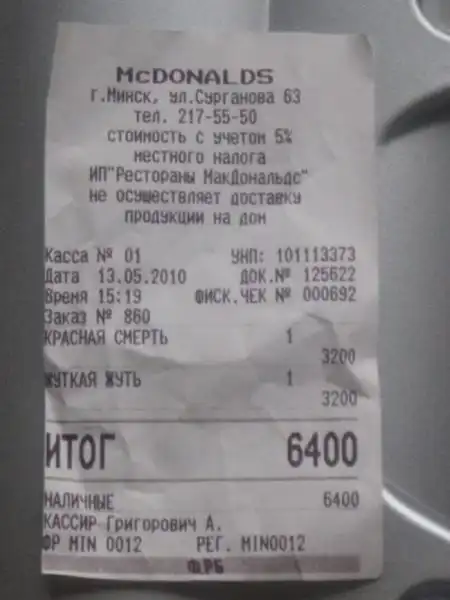 McDONALDS
г.Минск, ул.Сурганова 63
тел. 217-55-50
стоимость с учетом 5%
местного налога
ИП"Рестораны МакДональдс"
не осуществляет доставку
продукции на дом
Касса № 01 УНП: 101113373
Дата 13.05.2010 ДОК.№ 125622
Время 15:19 ФИСК.ЧЕК № 000692
Заказ № 860
КРАСНАЯ СМЕРТЬ 1
3200
ЖУТКАЯ ЖУТЬ 1
3200
ИТОГ 6400
НАЛИЧНЫЕ 6400
КАССИР Григорович А.
ФР MIN 0012 РЕГ. MIN0012
Ф.РБ